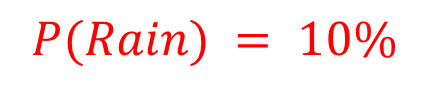 P(Rain) = 10%